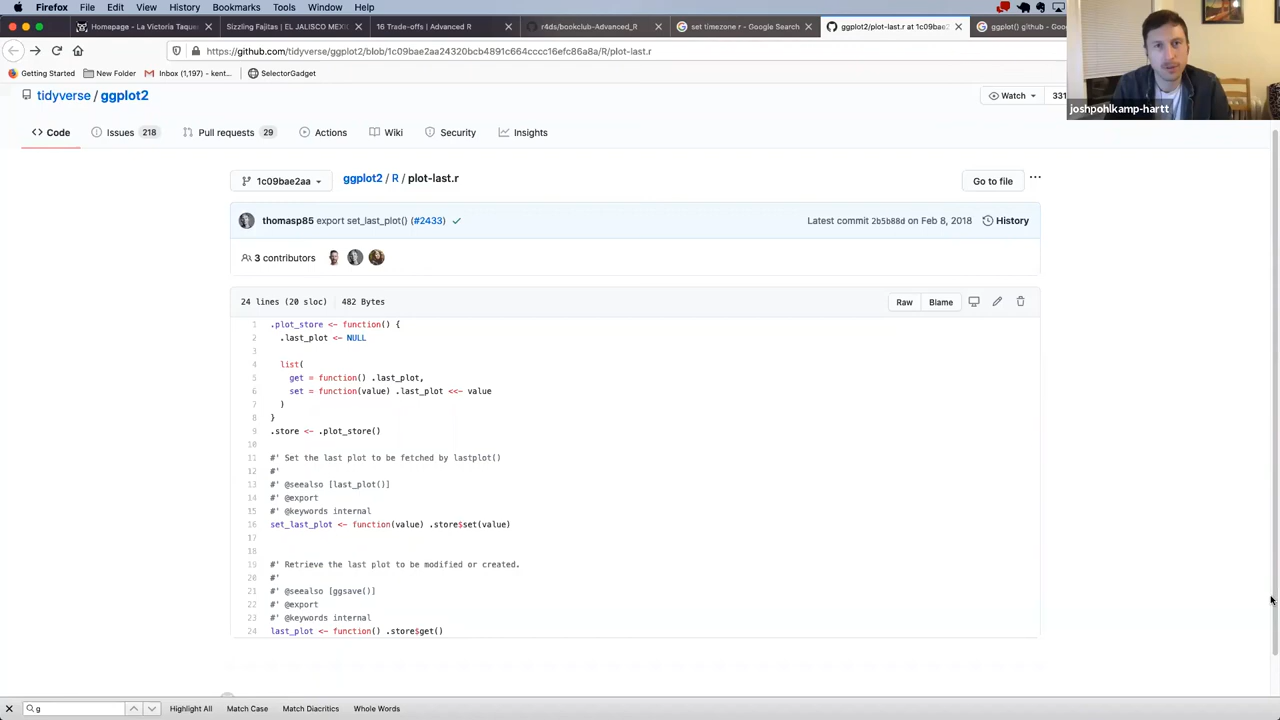 Firefox File Edit View History Bookmarks Tools Window Help
Homepage - La Victoria Taque
Sizzling Fajitas | EL JALISCO MEXI
16 Trade-offs | Advanced R
r4ds/bookclub-Advanced_R
set timezone r - Google Search
ggplot2/plot-last.r at 1c09bae2
ggplot() github - Goo
https://github.com/tidyverse/ggplot2/blob/1c09bae2aa24320bcb4891c664cccc16efc86a8a/R/plot-last.r
Getting Started New Folder Inbox (1,197) - kent... SelectorGadget
joshpohlkamp-hartt
tidyverse / ggplot2
Watch 331
Code Issues 218 Pull requests 29 Actions Wiki Security Insights
1c09bae2aa ggplot2 / R / plot-last.r Go to file ...
thomasp85 export set_last_plot() (#2433) Latest commit 2b5b88d on Feb 8, 2018 History
3 contributors
24 lines (20 sloc) 482 Bytes Raw Blame
1 .plot_store <- function() {
2 .last_plot <- NULL
3
4 list(
5 get = function() .last_plot,
6 set = function(value) .last_plot <<- value
7 )
8 }
9 .store <- .plot_store()
10
11 #' Set the last plot to be fetched by lastplot()
12 #'
13 #' @seealso [last_plot()]
14 #' @export
15 #' @keywords internal
16 set_last_plot <- function(value) .store$set(value)
17
18
19 #' Retrieve the last plot to be modified or created.
20 #'
21 #' @seealso [ggsave()]
22 #' @export
23 #' @keywords internal
24 last_plot <- function() .store$get()
g Highlight All Match Case Match Diacritics Whole Words